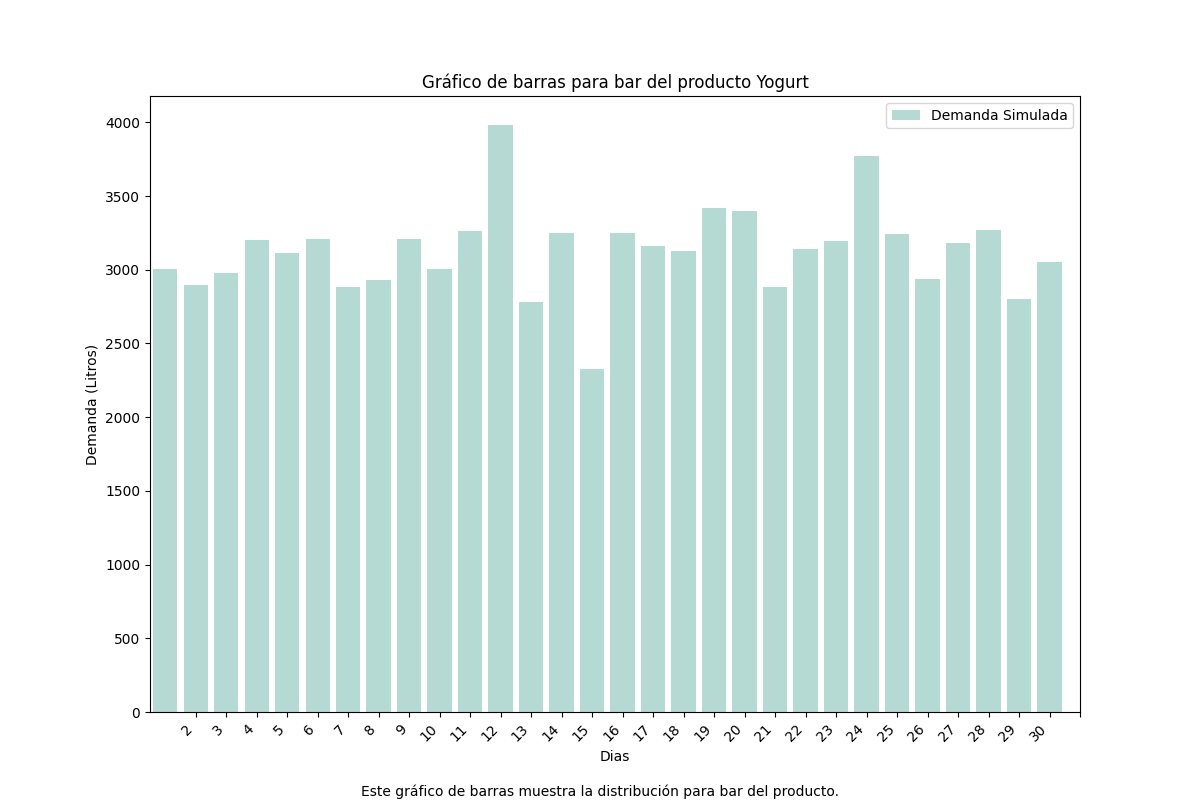 Gráfico de barras para bar del producto Yogurt
Demanda Simulada
4000
3500
3000
2500
2000
1500
1000
500
0
Demanda (Litros)
2 3 4 5 6 7 8 9 10 11 12 13 14 15 16 17 18 19 20 21 22 23 24 25 26 27 28 29 30
Dias
Este gráfico de barras muestra la distribución para bar del producto.